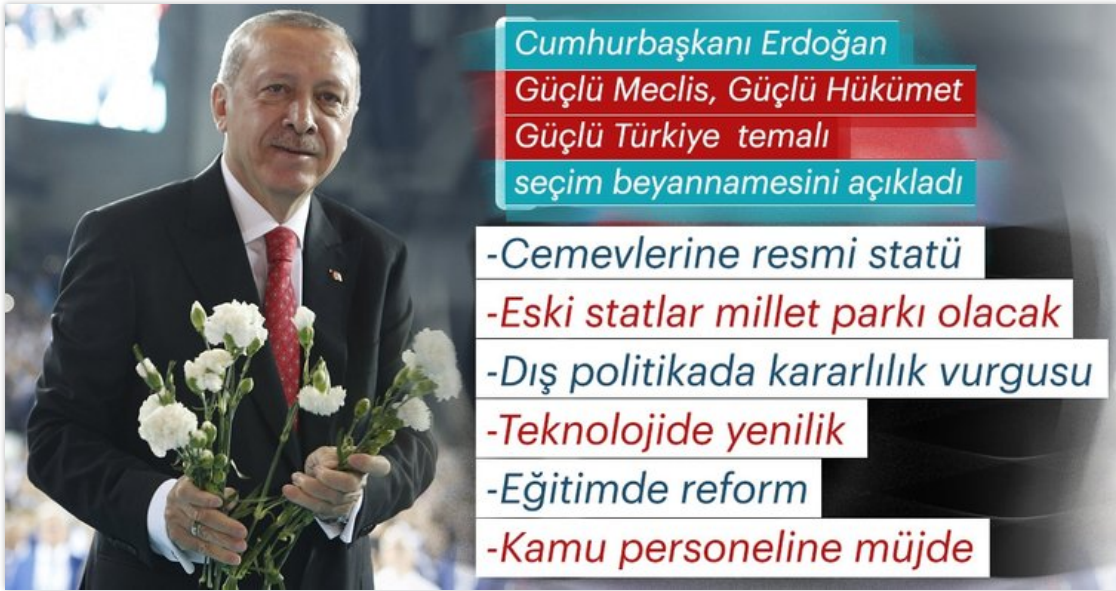 Cumhurbaşkanı Erdoğan
Güçlü Meclis, Güçlü Hükümet
Güçlü Türkiye temalı
seçim beyannamesini açıkladı
-Cemevlerine resmi statü
-Eski statlar millet parkı olacak
-Dış politikada kararlılık vurgusu
-Teknolojide yenilik
-Eğitimde reform
-Kamu personeline müjde